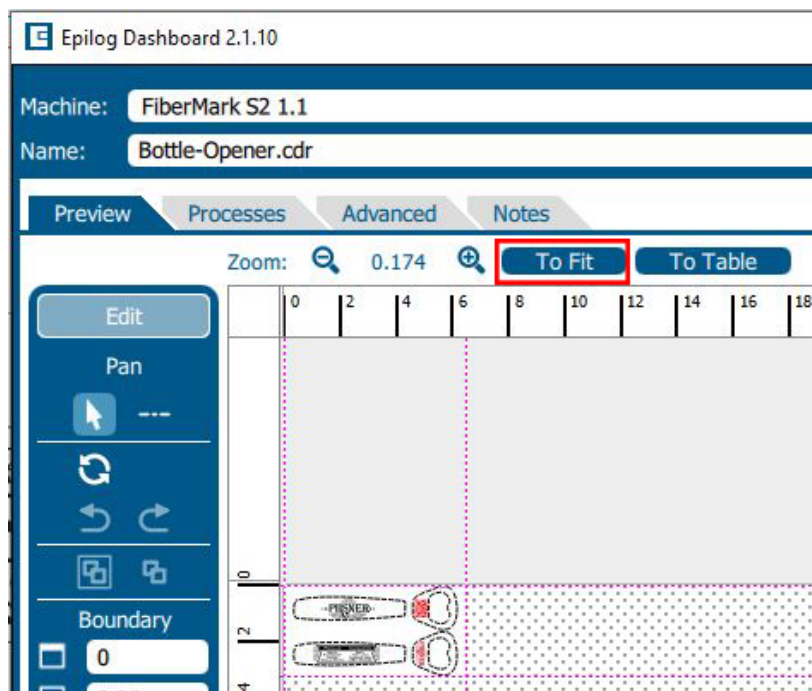 Epilog Dashboard 2.1.10
Machine: FiberMark S2 1.1
Name: Bottle-Opener.cdr
Preview Processes Advanced Notes
Zoom: 0.174 To Fit To Table
0 2 4 6 8 10 12 14 16 18
Edit
Pan
0
PILSNER
Boundary
2
0
4